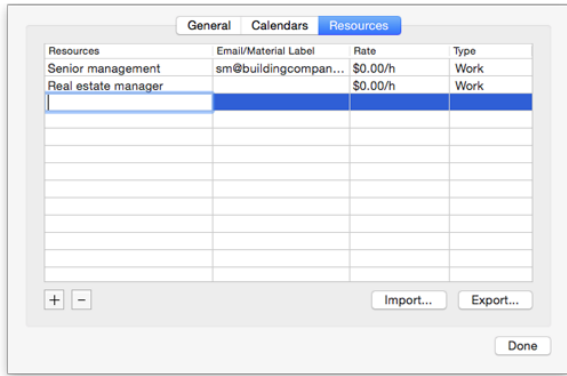 General Calendars Resources
Resources Email/Material Label Rate Type
Senior management sm@buildingcompan... $0.00/h Work
Real estate manager $0.00/h Work
+ − Import... Export...
Done